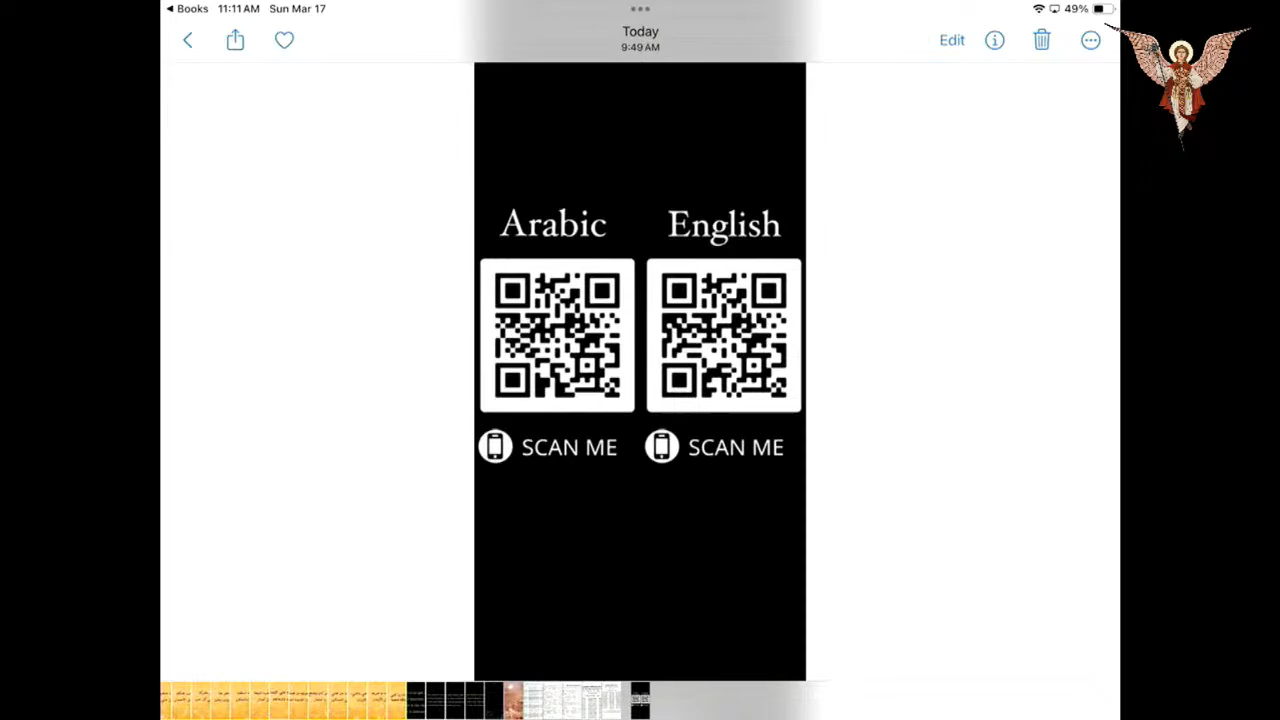 Books 11:11 AM Sun Mar 17
49%
Today
9:49 AM
Edit
Arabic English
SCAN ME SCAN ME